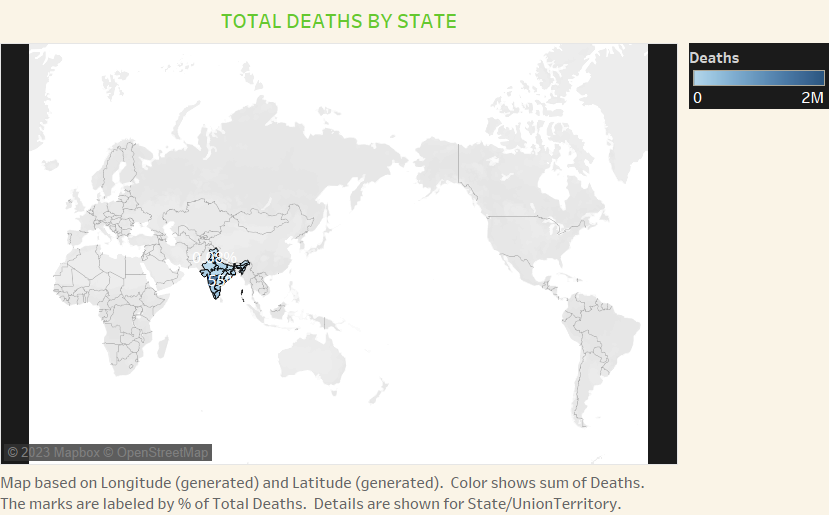 TOTAL DEATHS BY STATE
Deaths
0 2M
© 2023 Mapbox © OpenStreetMap
Map based on Longitude (generated) and Latitude (generated).  Color shows sum of Deaths.
The marks are labeled by % of Total Deaths.  Details are shown for State/UnionTerritory.